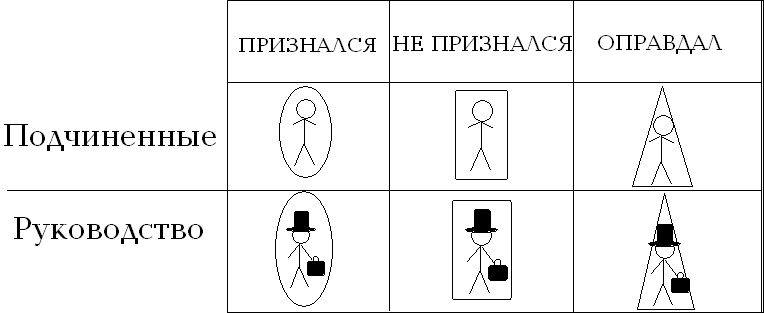 ПРИЗНАЛСЯ НЕ ПРИЗНАЛСЯ ОПРАВДАЛ
Подчиненные
Руководство